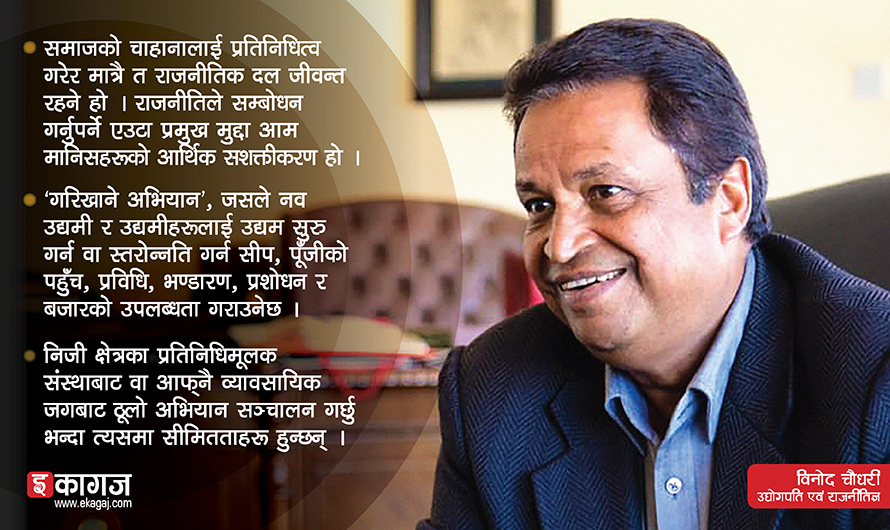 समाजको चाहानालाई प्रतिनिधित्व
गरेर मात्रै त राजनीतिक दल जीवन्त
रहने हो । राजनीतिले सम्बोधन
गर्नुपर्ने एउटा प्रमुख मुद्दा आम
मानिसहरूको आर्थिक सशक्तीकरण हो ।
‘गरिखाने अभियान’, जसले नव
उद्यमी र उद्यमीहरूलाई उद्यम सुरु
गर्न वा स्तरोन्नति गर्न सीप, पूँजीको
पहुँच, प्रविधि, भण्डारण, प्रशोधन र
बजारको उपलब्धता गराउनेछ ।
निजी क्षेत्रका प्रतिनिधिमूलक
संस्थाबाट वा आफ्नै व्यावसायिक
जगबाट ठूलो अभियान सञ्चालन गर्छु
भन्दा त्यसमा सीमितताहरू हुन्छन् ।
इकागज
www.ekagaj.com
विनोद चौधरी
उद्योगपति एवं राजनीतिज्ञ